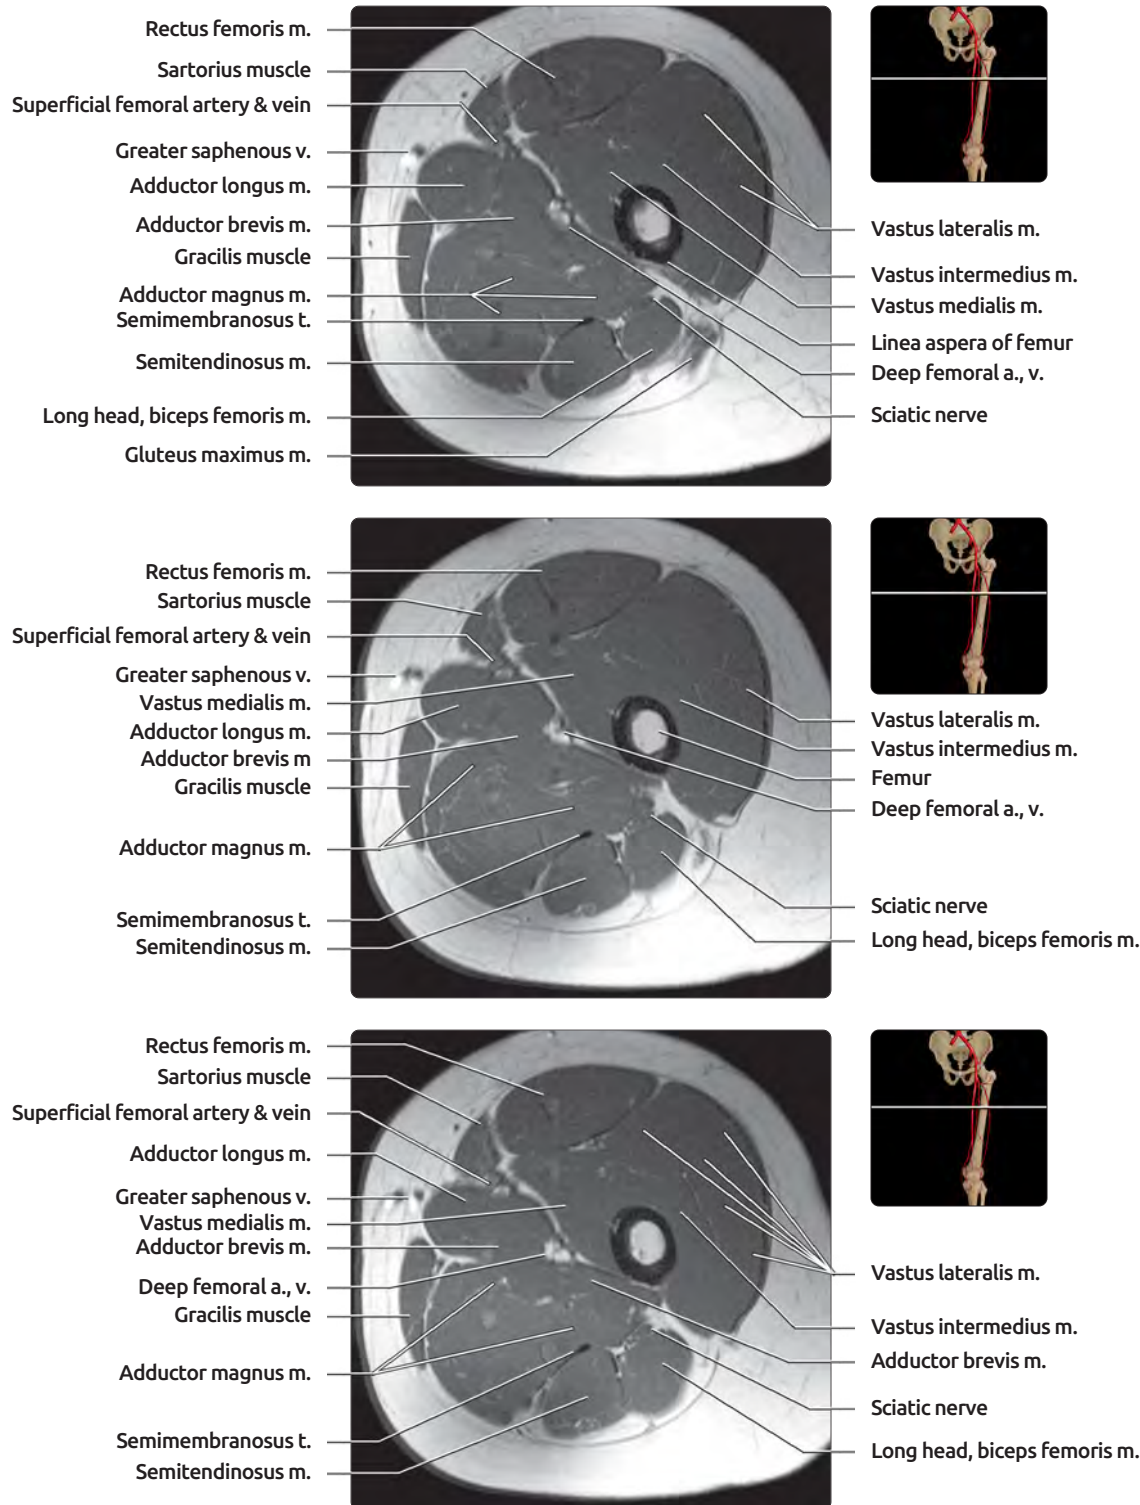 Rectus femoris m.
Sartorius muscle
Superficial femoral artery & vein
Greater saphenous v.
Adductor longus m.
Adductor brevis m.
Gracilis muscle
Adductor magnus m.
Semimembranosus t.
Semitendinosus m.
Long head, biceps femoris m.
Gluteus maximus m.
Vastus lateralis m.
Vastus intermedius m.
Vastus medialis m.
Linea aspera of femur
Deep femoral a., v.
Sciatic nerve
Rectus femoris m.
Sartorius muscle
Superficial femoral artery & vein
Greater saphenous v.
Vastus medialis m.
Adductor longus m.
Adductor brevis m
Gracilis muscle
Adductor magnus m.
Semimembranosus t.
Semitendinosus m.
Vastus lateralis m.
Vastus intermedius m.
Femur
Deep femoral a., v.
Sciatic nerve
Long head, biceps femoris m.
Rectus femoris m.
Sartorius muscle
Superficial femoral artery & vein
Adductor longus m.
Greater saphenous v.
Vastus medialis m.
Adductor brevis m.
Deep femoral a., v.
Gracilis muscle
Adductor magnus m.
Semimembranosus t.
Semitendinosus m.
Vastus lateralis m.
Vastus intermedius m.
Adductor brevis m.
Sciatic nerve
Long head, biceps femoris m.